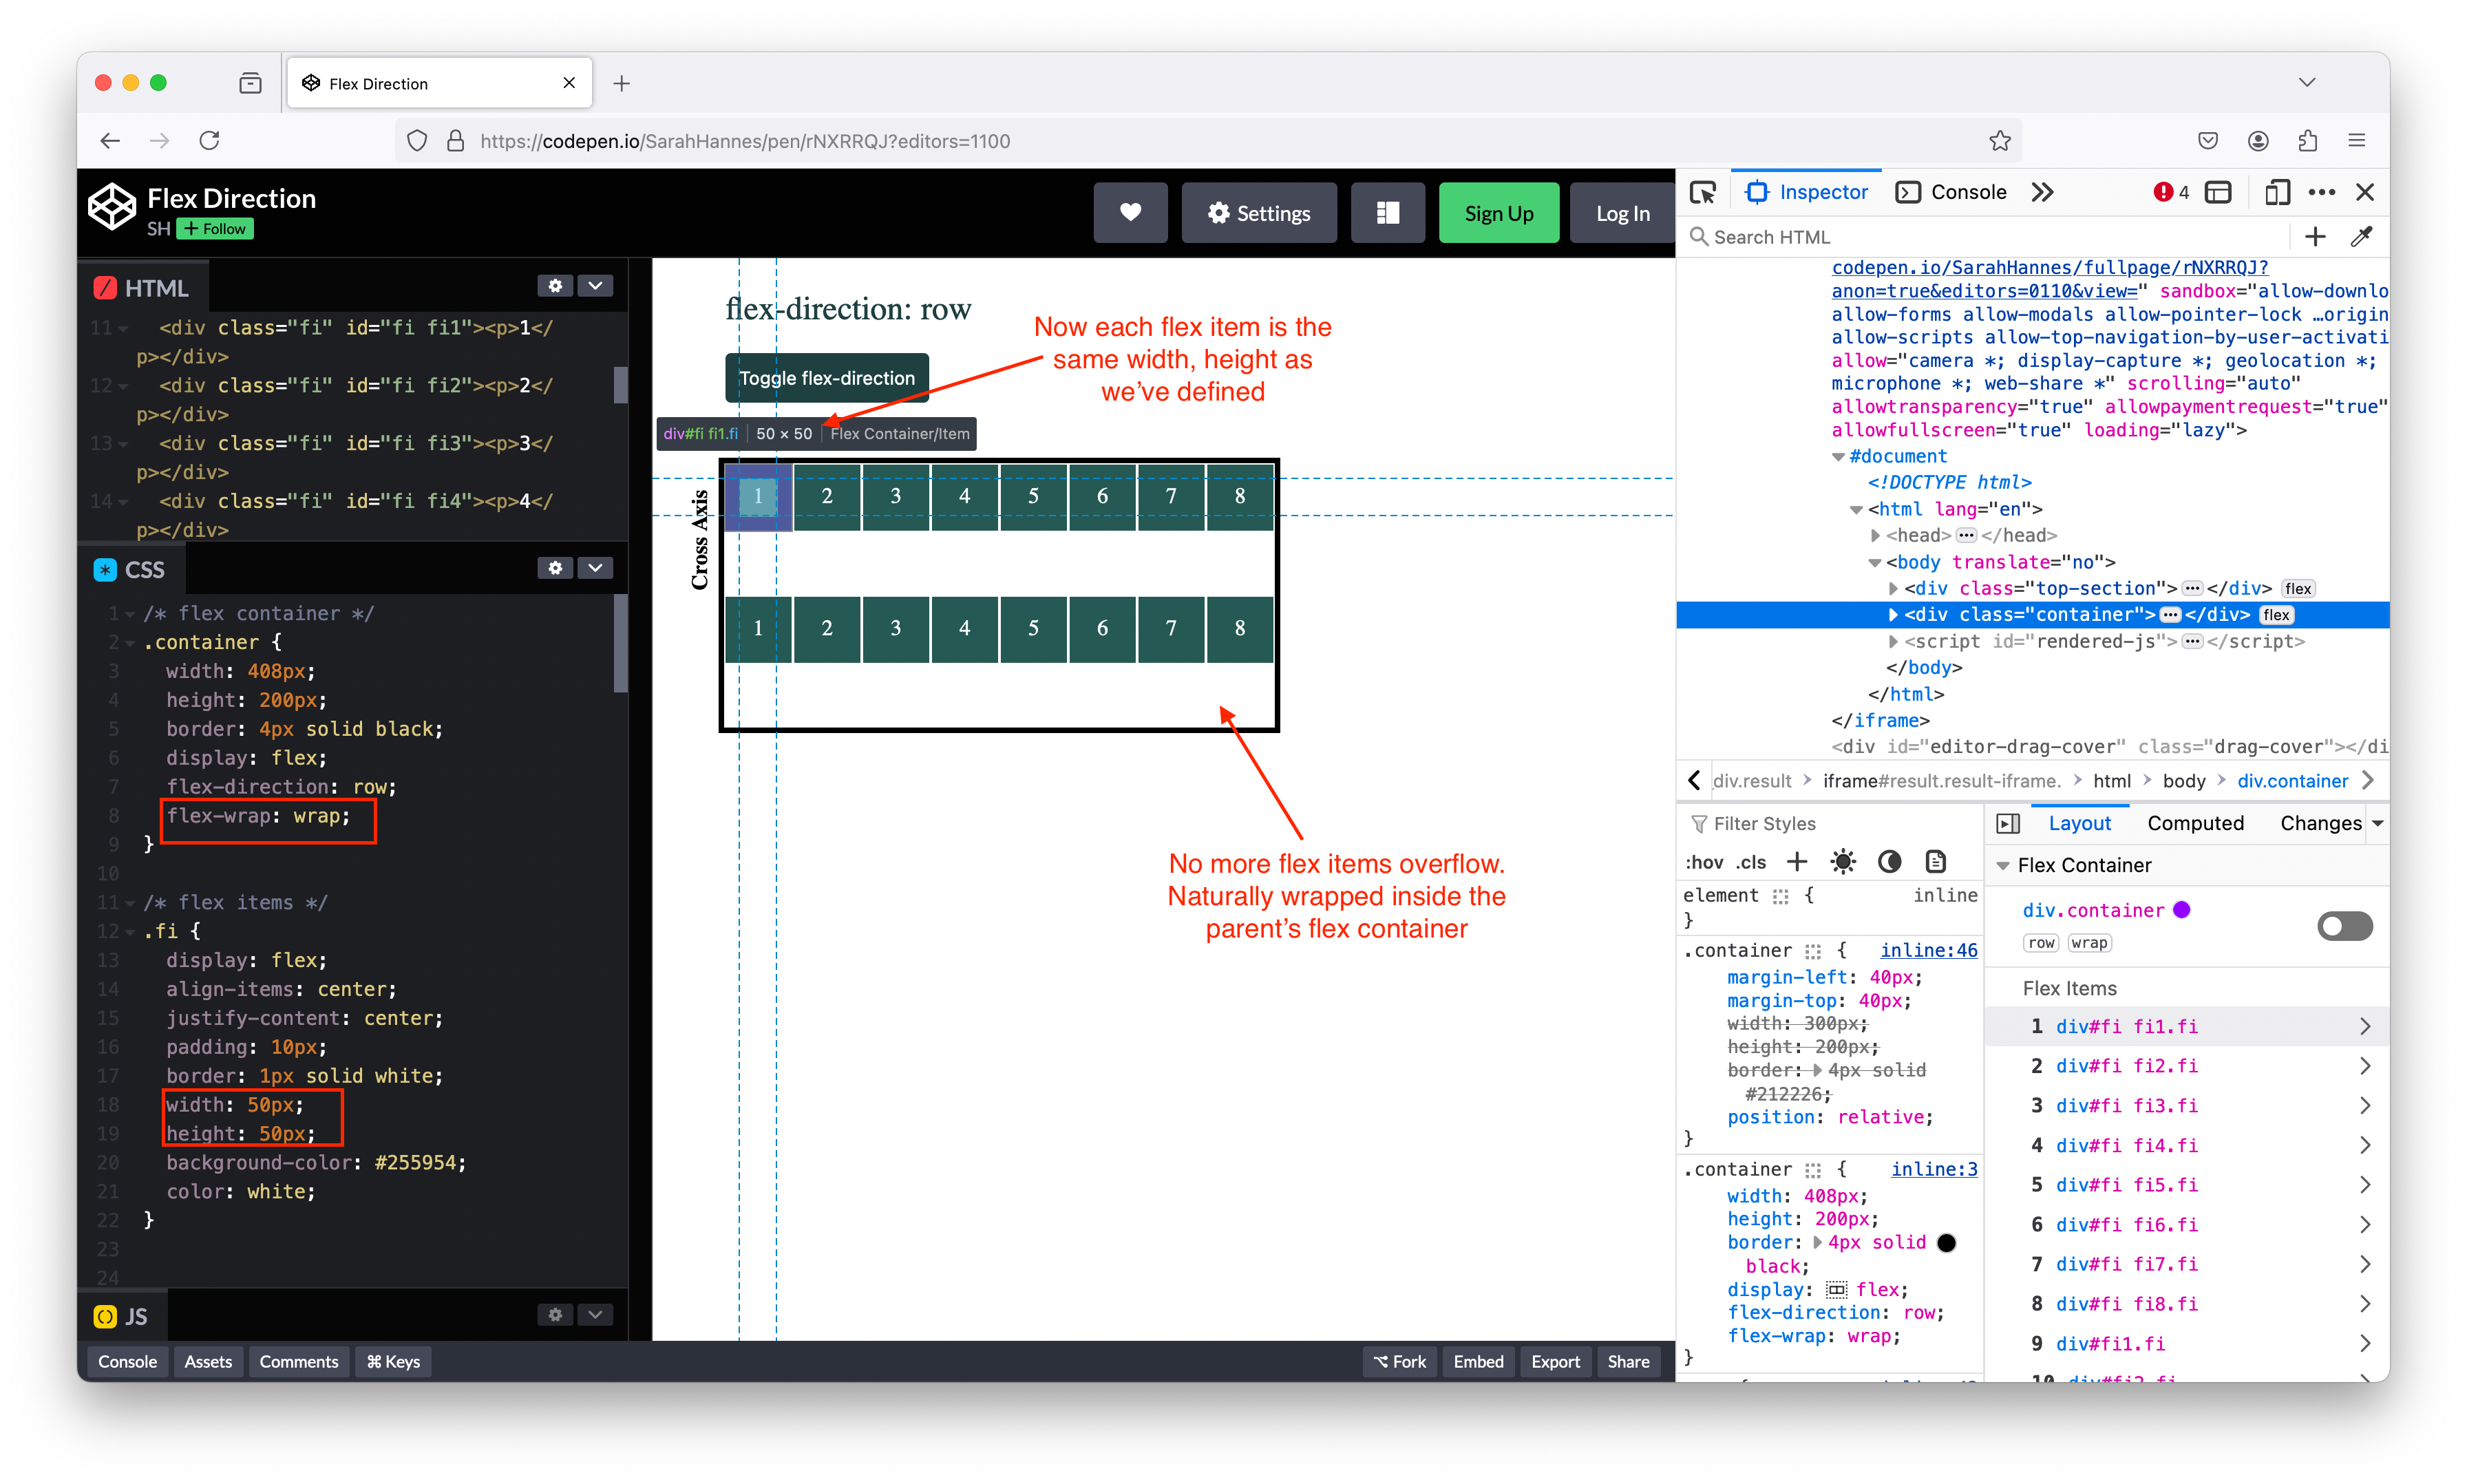 Flex Direction
https://codepen.io/SarahHannes/pen/rNXRRQJ?editors=1100
Flex Direction
SH + Follow
Settings
Sign Up
Log In
HTML
11 <div class="fi" id="fi fi1"><p>1</
p></div>
12 <div class="fi" id="fi fi2"><p>2</
p></div>
13 <div class="fi" id="fi fi3"><p>3</
p></div>
14 <div class="fi" id="fi fi4"><p>4</
p></div>
CSS
1 /* flex container */
2 .container {
3 width: 408px;
4 height: 200px;
5 border: 4px solid black;
6 display: flex;
7 flex-direction: row;
8 flex-wrap: wrap;
9 }
10
11 /* flex items */
12 .fi {
13 display: flex;
14 align-items: center;
15 justify-content: center;
16 padding: 10px;
17 border: 1px solid white;
18 width: 50px;
19 height: 50px;
20 background-color: #255954;
21 color: white;
22 }
23
24
JS
Console Assets Comments ⌘ Keys
Fork Embed Export Share
flex-direction: row
Toggle flex-direction
Now each flex item is the
same width, height as
we've defined
div#fi fi1.fi | 50 × 50 | Flex Container/Item
Cross Axis
1 2 3 4 5 6 7 8
1 2 3 4 5 6 7 8
No more flex items overflow.
Naturally wrapped inside the
parent's flex container
Inspector
Console
4
Search HTML
codepen.io/SarahHannes/fullpage/rNXRRQJ?
anon=true&editors=0110&view=" sandbox="allow-downlo
allow-forms allow-modals allow-pointer-lock …origin
allow-scripts allow-top-navigation-by-user-activati
allow="camera *; display-capture *; geolocation *;
microphone *; web-share *" scrolling="auto"
allowtransparency="true" allowpaymentrequest="true"
allowfullscreen="true" loading="lazy">
#document
<!DOCTYPE html>
<html lang="en">
<head>···</head>
<body translate="no">
<div class="top-section">···</div> flex
<div class="container">···</div> flex
<script id="rendered-js">···</script>
</body>
</html>
</iframe>
<div id="editor-drag-cover" class="drag-cover"></di
div.result > iframe#result.result-iframe. > html > body > div.container
Filter Styles
:hov .cls
element { inline
}
.container { inline:46
margin-left: 40px;
margin-top: 40px;
width: 300px;
height: 200px;
border: 4px solid
#212226;
position: relative;
}
.container { inline:3
width: 408px;
height: 200px;
border: 4px solid
black;
display: flex;
flex-direction: row;
flex-wrap: wrap;
}
Layout Computed Changes
Flex Container
div.container
row wrap
Flex Items
1 div#fi fi1.fi
2 div#fi fi2.fi
3 div#fi fi3.fi
4 div#fi fi4.fi
5 div#fi fi5.fi
6 div#fi fi6.fi
7 div#fi fi7.fi
8 div#fi fi8.fi
9 div#fi1.fi
10 div#fi2.fi